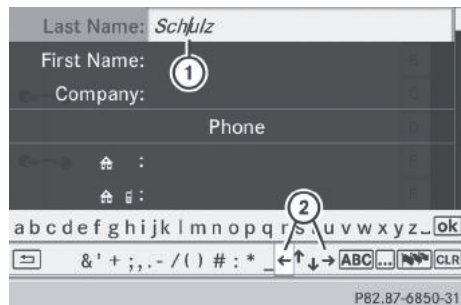 Last Name: Schulz
1
First Name:
Company:
Phone
:
:
2
a b c d e f g h i j k l m n o p q r s t u v w x y z _ ok
& ' + ; , . - / ( ) # : * _ ← ↑ ↓ → ABC ... CLR
P82.87-6850-31